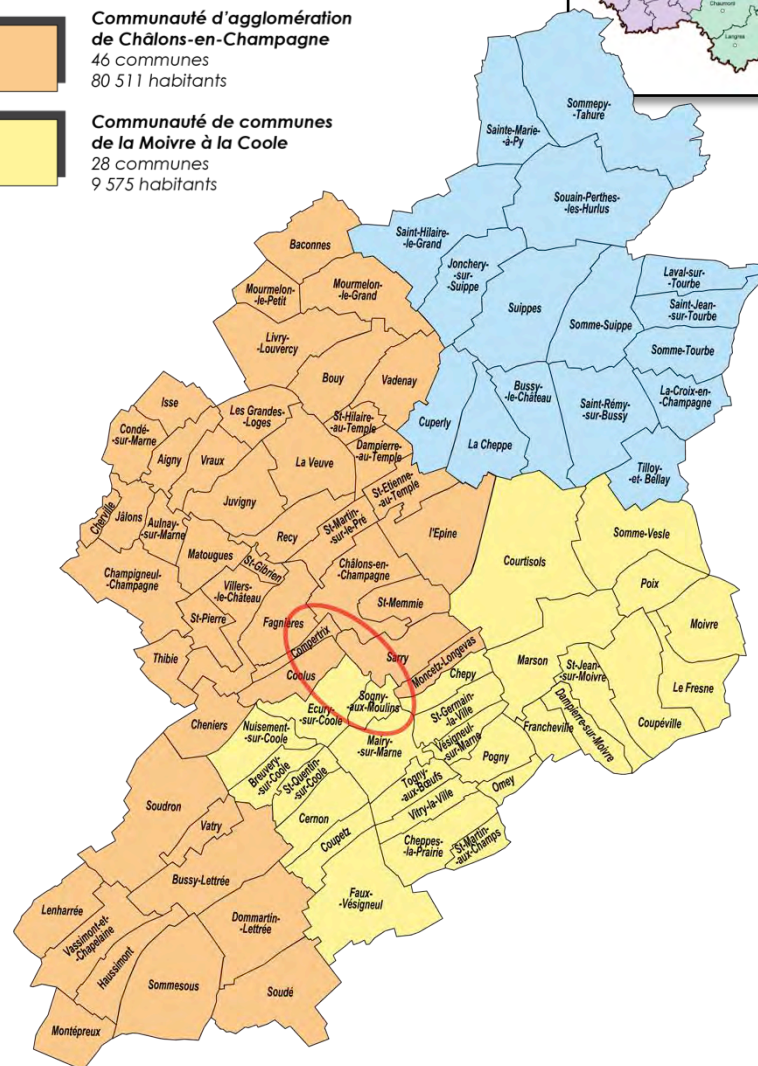 Communauté d'agglomération
de Châlons-en-Champagne
46 communes
80 511 habitants
Communauté de communes
de la Moivre à la Coole
28 communes
9 575 habitants
Chaumont
Langres
Sommepy-
-Tahure
Sainte-Marie-
-à-Py
Souain-Perthes-
-les-Hurlus
Saint-Hilaire-
-le-Grand
Baconnes
Jonchery-
-sur-
-Suippe
Laval-sur-
-Tourbe
Mourmelon-
-le-Petit
Mourmelon-
-le-Grand
Saint-Jean-
-sur-Tourbe
Suippes
Somme-Suippe
Livry-
-Louvercy
Somme-Tourbe
Bouy
Vadenay
Bussy-
-le-Château
La-Croix-en-
-Champagne
Isse
Les Grandes-
-Loges
St-Hilaire-
-au-Temple
Cuperly
Saint-Rémy-
-sur-Bussy
Condé-
-sur-Marne
La Cheppe
Dampierre-
-au-Temple
Aigny
Vraux
La Veuve
Tilloy-
-et- Bellay
St-Etienne-
-au-Temple
Juvigny
Cherville
Jâlons
Aulnay-
-sur-Marne
Recy
St-Martin-
-sur-le-Pré
l'Epine
Somme-Vesle
Matougues
St-Gibrien
Courtisols
Champigneul-
-Champagne
Villers-
-le-Château
Châlons-en-
-Champagne
Poix
St-Pierre
Fagnières
St-Memmie
Moivre
Compertrix
Thibie
Sarry
Moncetz-Longevas
Marson
St-Jean-
-sur-Moivre
Coolus
Chepy
Le Fresne
Sogny-
-aux-Moulins
Ecury-
-sur-Coole
St-Germain-
-la-Ville
Dampierre-sur-Moivre
Coupéville
Cheniers
Nuisement-
-sur-Coole
Francheville
Mairy-
-sur-Marne
Vésigneul-
-sur-Marne
Pogny
Breuvery-
-sur-Coole
St-Quentin-
-sur-Coole
Togny-
-aux-Bœufs
Omey
Soudron
Vitry-la-Ville
Cernon
Vatry
Coupetz
Cheppes-
-la-Prairie
St-Martin-
-aux-Champs
Bussy-Lettrée
Faux-
-Vésigneul
Lenharrée
Dommartin-
-Lettrée
Vassimont-et-
-Chapelaine
Haussimont
Sommesous
Soudé
Montépreux